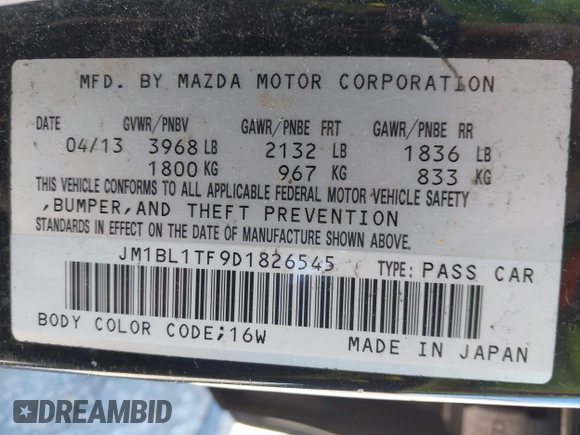 MFD. BY MAZDA MOTOR CORPORATION
DATE GVWR/PNBV GAWR/PNBE FRT GAWR/PNBE RR
04/13 3968 LB 2132 LB 1836 LB
1800 KG 967 KG 833 KG
THIS VEHICLE CONFORMS TO ALL APPLICABLE FEDERAL MOTOR VEHICLE SAFETY
,BUMPER,AND THEFT PREVENTION
STANDARDS IN EFFECT ON THE DATE OF MANUFACTURE SHOWN ABOVE.
JM1BL1TF9D1826545 TYPE: PASS CAR
BODY COLOR CODE;16W MADE IN JAPAN
DREAMBID